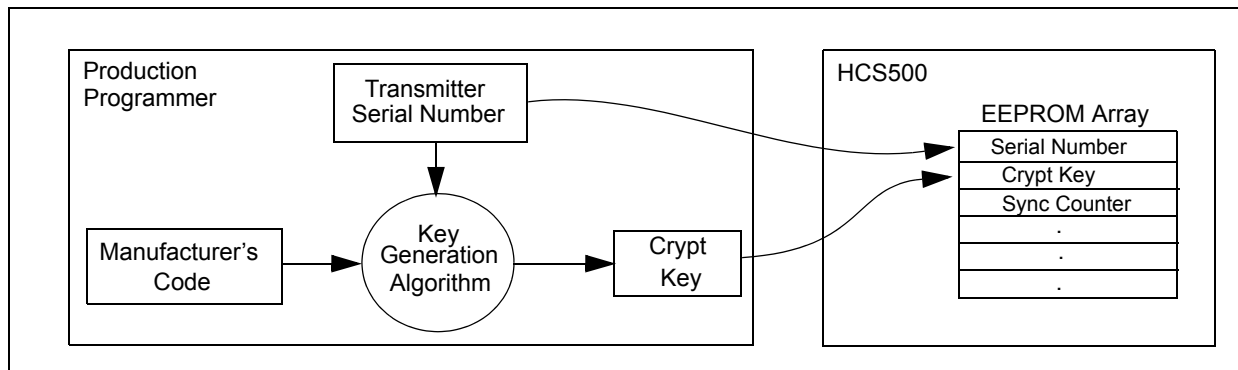 Production
Programmer
Transmitter
Serial Number
Manufacturer’s
Code
Key
Generation
Algorithm
Crypt
Key
HCS500
EEPROM Array
Serial Number
Crypt Key
Sync Counter
.
.
.